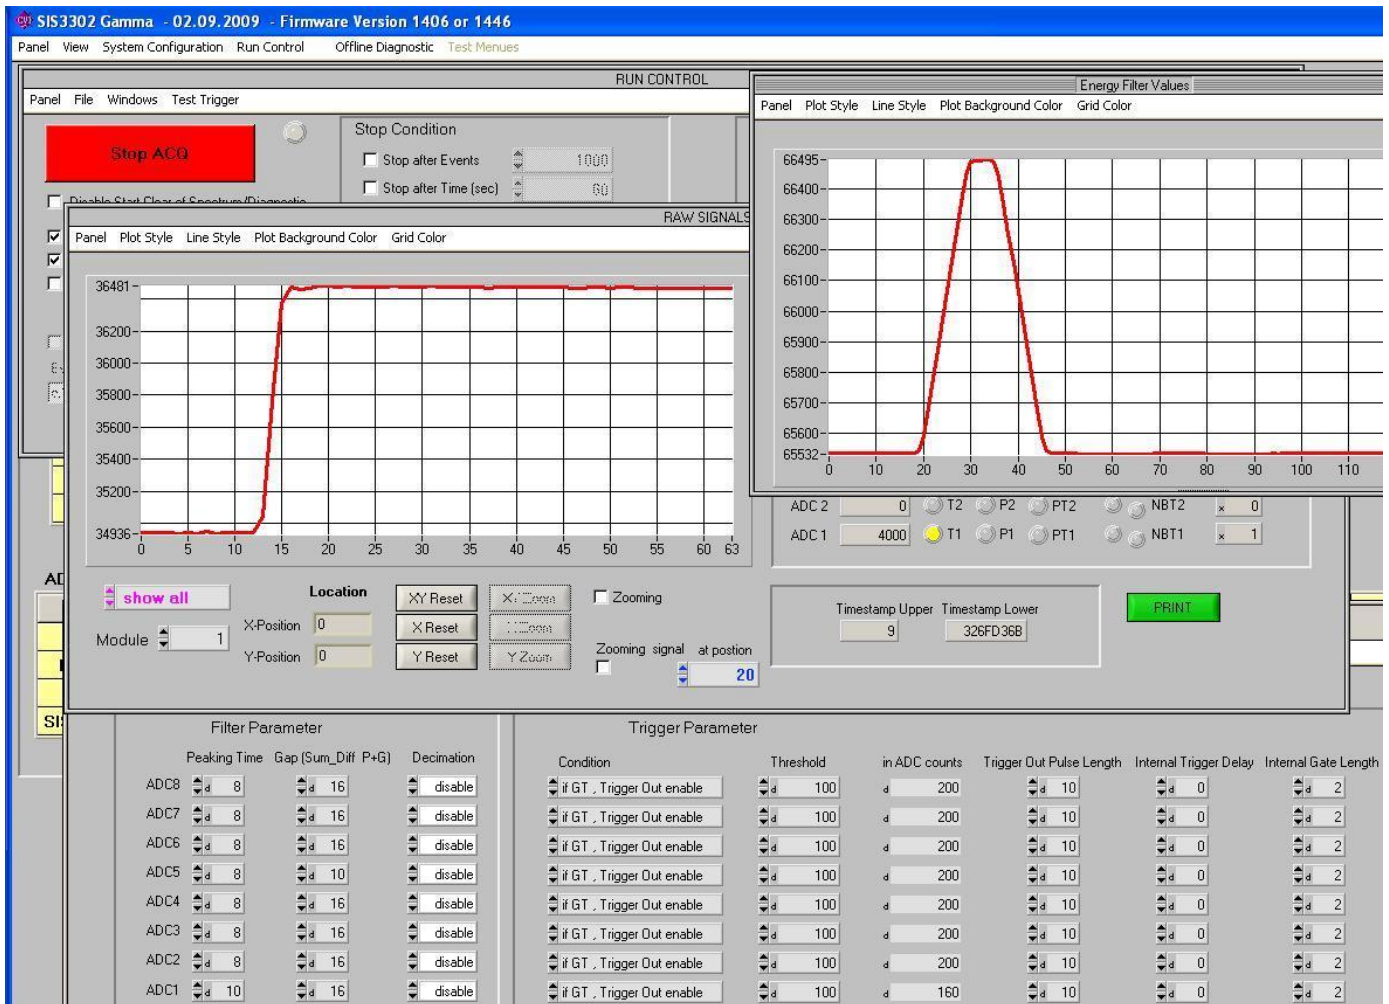 SIS3302 Gamma - 02.09.2009 - Firmware Version 1406 or 1446
Panel View System Configuration Run Control Offline Diagnostic Test Menues
RUN CONTROL
Panel File Windows Test Trigger
Stop ACQ
Stop Condition
Stop after Events 1000
Stop after Time (sec) 60
Disable Start Clear of Spectrum/Diagnostic
Energy Filter Values
Panel Plot Style Line Style Plot Background Color Grid Color
66495
66400
66300
66200
66100
66000
65900
65800
65700
65600
65532
0 10 20 30 40 50 60 70 80 90 100 110
RAW SIGNALS
Panel Plot Style Line Style Plot Background Color Grid Color
36481
36200
36000
35800
35600
35400
35200
34936
0 5 10 15 20 25 30 35 40 45 50 55 60 63
ADC 2 0 T2 P2 PT2 NBT2 x 0
ADC 1 4000 T1 P1 PT1 NBT1 x 1
show all
Module 1
Location
X-Position 0
Y-Position 0
XY Reset
X Reset
Y Reset
Y Zoom
Zooming
Zooming signal at postion
20
Timestamp Upper Timestamp Lower
9 326FD36B
PRINT
Filter Parameter
Peaking Time Gap (Sum_Diff P+G) Decimation
ADC8 d 8 d 16 disable
ADC7 d 8 d 16 disable
ADC6 d 8 d 16 disable
ADC5 d 8 d 10 disable
ADC4 d 8 d 16 disable
ADC3 d 8 d 16 disable
ADC2 d 8 d 16 disable
ADC1 d 10 d 16 disable
Trigger Parameter
Condition Threshold in ADC counts Trigger Out Pulse Length Internal Trigger Delay Internal Gate Length
if GT , Trigger Out enable d 100 d 200 d 10 d 0 d 2
if GT , Trigger Out enable d 100 d 200 d 10 d 0 d 2
if GT , Trigger Out enable d 100 d 200 d 10 d 0 d 2
if GT , Trigger Out enable d 100 d 200 d 10 d 0 d 2
if GT , Trigger Out enable d 100 d 200 d 10 d 0 d 2
if GT , Trigger Out enable d 100 d 200 d 10 d 0 d 2
if GT , Trigger Out enable d 100 d 200 d 10 d 0 d 2
if GT , Trigger Out enable d 100 d 160 d 10 d 0 d 2